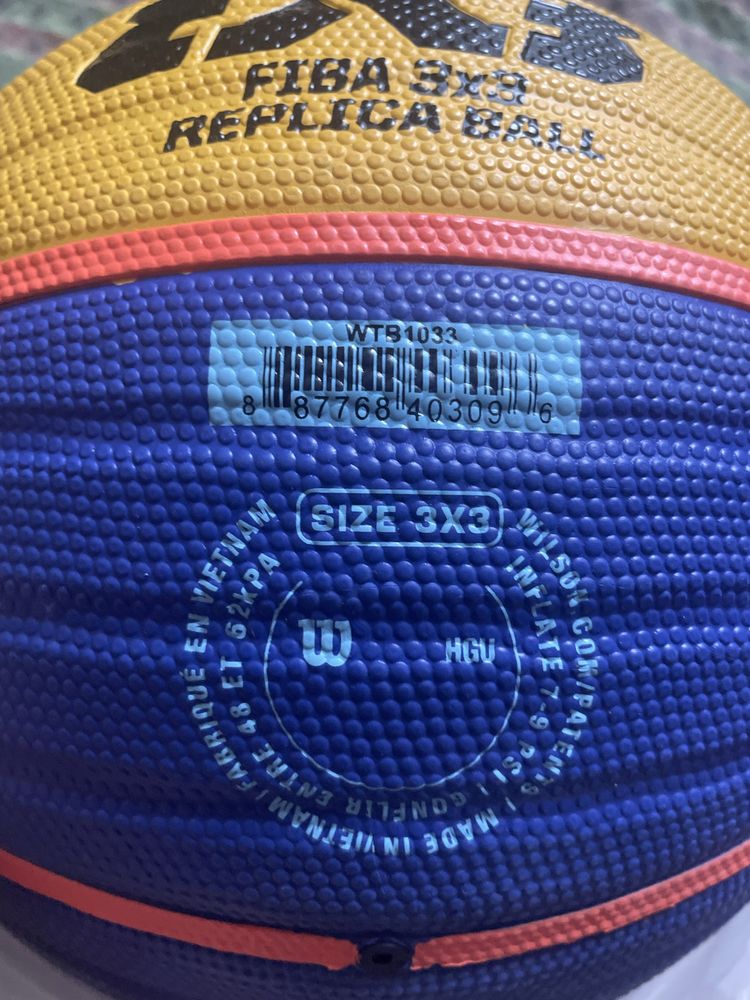 3X3
FIBA 3x3
REPLICA BALL
WTB1033
8 87768 40309 6
SIZE 3X3
W
HGU
WILSON.COM/PATENTS / MADE IN VIETNAM / FABRIQUÉ EN VIETNAM
INFLATE 7-9 PSI / GONFLIR ENTRE 48 ET 62KPA